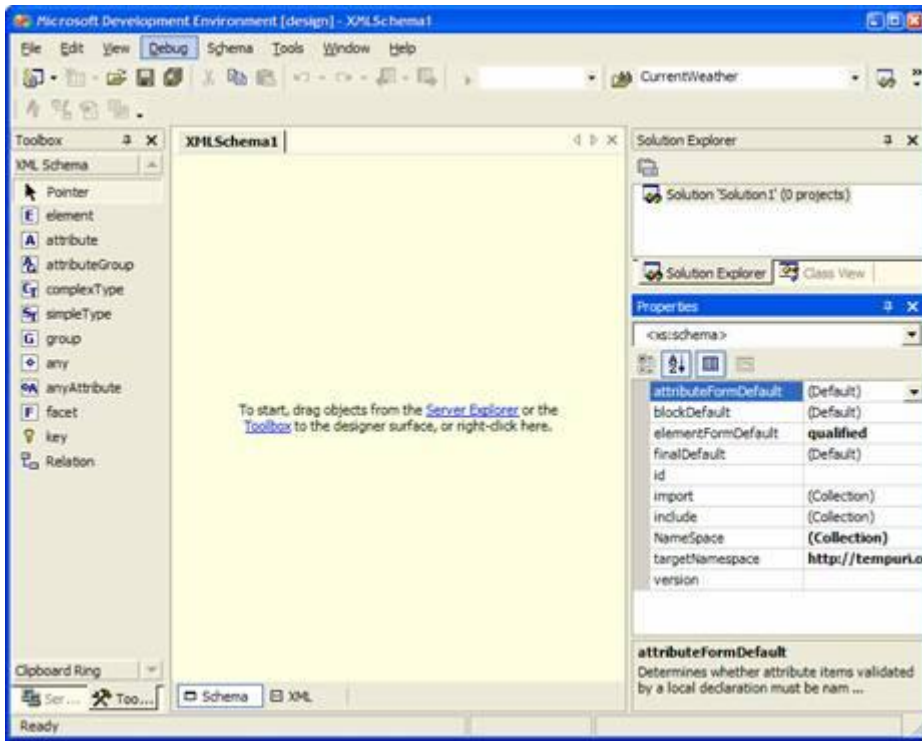 Microsoft Development Environment [design] - XMLSchema1
File Edit View Debug Schema Tools Window Help
CurrentWeather
Toolbox
XML Schema
Pointer
element
attribute
attributeGroup
complexType
simpleType
group
any
anyAttribute
facet
key
Relation
Clipboard Ring
Ser... Too...
XMLSchema1
To start, drag objects from the Server Explorer or the
Toolbox to the designer surface, or right-click here.
Schema XML
Solution Explorer
Solution 'Solution1' (0 projects)
Solution Explorer Class View
Properties
<xs:schema>
attributeFormDefault (Default)
blockDefault (Default)
elementFormDefault qualified
finalDefault (Default)
id
import (Collection)
include (Collection)
NameSpace (Collection)
targetNamespace http://tempuri.o
version
attributeFormDefault
Determines whether attribute items validated
by a local declaration must be nam ...
Ready